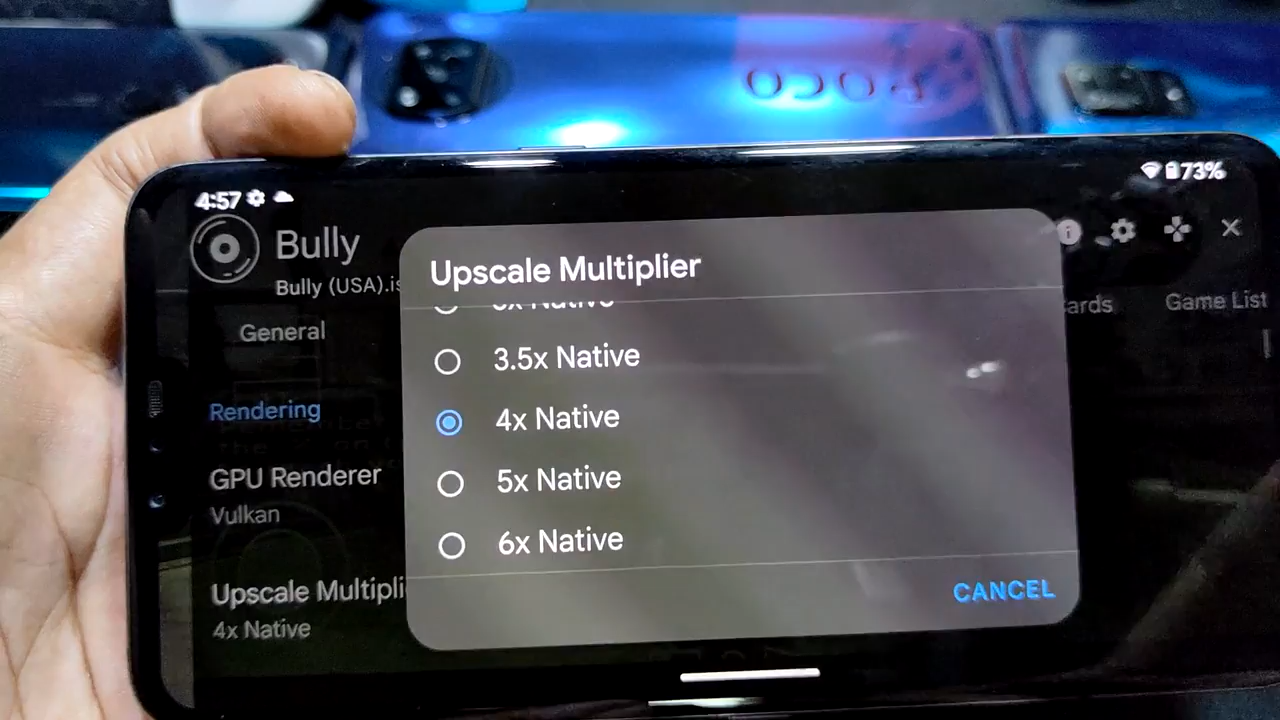 POCO
4:57
73%
Bully
Bully (USA).is
General
Rendering
GPU Renderer
Vulkan
Upscale Multipli
4x Native
Upscale Multiplier
3.5x Native
4x Native
5x Native
6x Native
CANCEL
ards
Game List